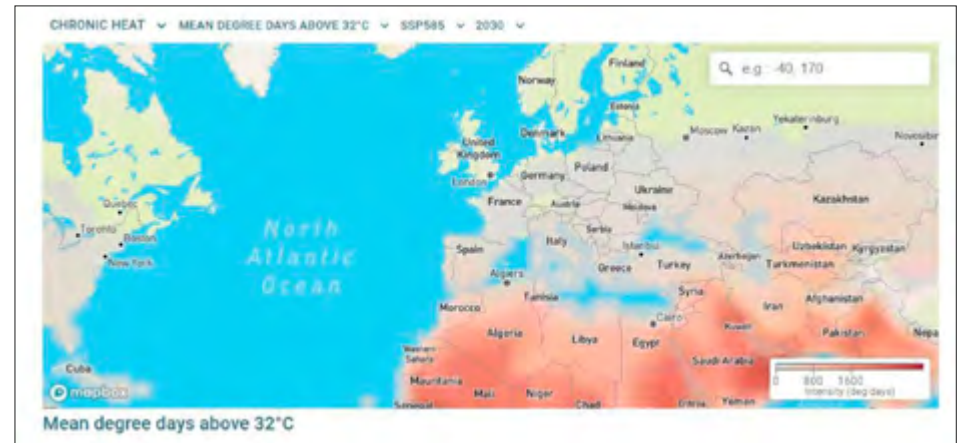 CHRONIC HEAT MEAN DEGREE DAYS ABOVE 32°C SSP585 2030
e.g.: -40, 170
Finland
Norway
Estonia
Yekaterinburg
Moscow Kazan
Novosibir
Denmark
Lithuania
United
Kingdom
London
Germany
Poland
Quebec
Ukraine
Kazakhstan
France
Austria
Moldova
Toronto
Boston
North
Atlantic
Ocean
Serbia
New York
Spain
Italy
Istanbul
Azerbaijan
Uzbekistan Kyrgyzstan
Turkmenistan
Greece
Turkey
Algiers
Tunisia
Syria
Iran
Afghanistan
Morocco
Cairo
Algeria
Libya
Egypt
Kuwait
Pakistan
Nepa
Western
Sahara
Saudi Arabia
Cuba
Mauritania
Mali
Niger
Chad
Eritrea
Yemen
Senegal
0 800 1600
Intensity (deg days)
mapbox
Mean degree days above 32°C